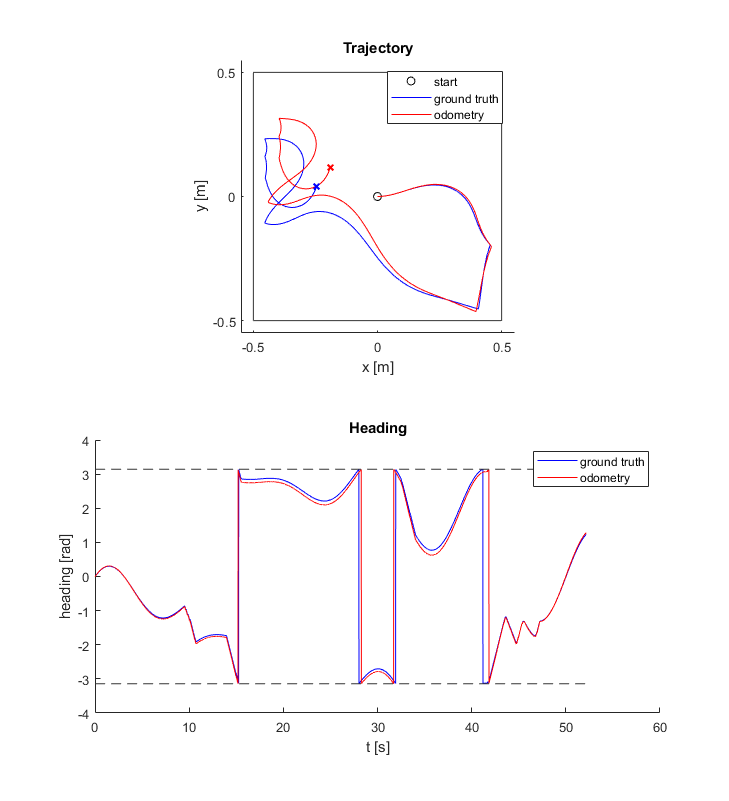 Trajectory
start
ground truth
odometry
0.5
0
-0.5
y [m]
-0.5 0 0.5
x [m]
Heading
ground truth
odometry
4
3
2
1
0
-1
-2
-3
-4
heading [rad]
0 10 20 30 40 50 60
t [s]